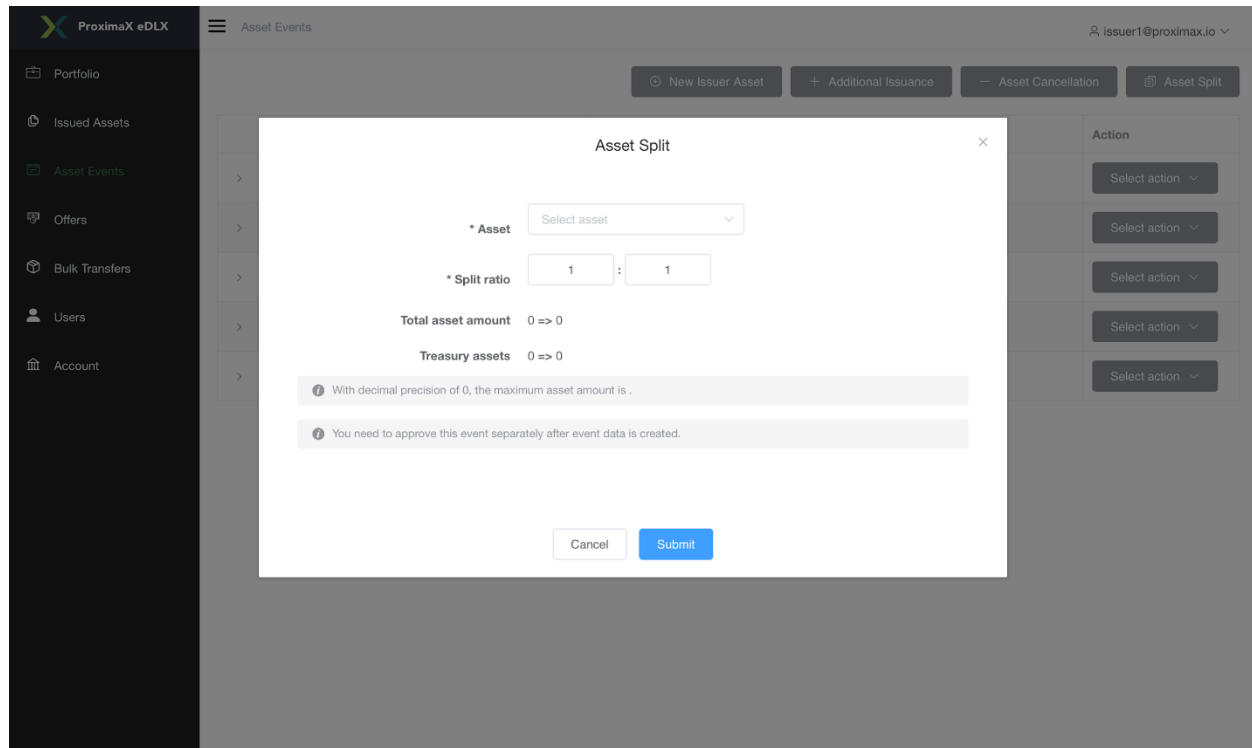 ProximaX eDLX
Asset Events
issuer1@proximax.io
Portfolio
Issued Assets
Asset Events
Offers
Bulk Transfers
Users
Account
New Issuer Asset
Additional Issuance
Asset Cancellation
Asset Split
Action
Select action
Select action
Select action
Select action
Select action
Asset Split
* Asset Select asset
* Split ratio 1 : 1
Total asset amount 0 => 0
Treasury assets 0 => 0
With decimal precision of 0, the maximum asset amount is .
You need to approve this event separately after event data is created.
Cancel Submit